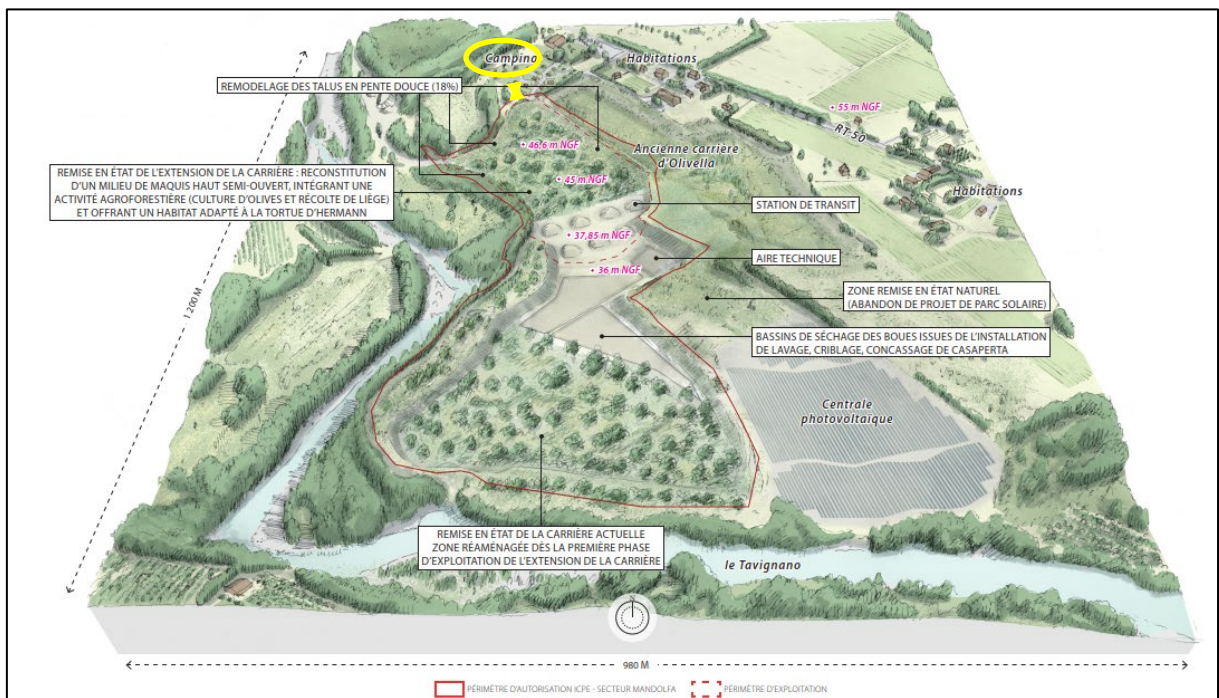 Campino
Habitations
REMODELAGE DES TALUS EN PENTE DOUCE (18%)
+ 55 m NGF
RT 50
+ 46,6 m NGF
Ancienne carrière
d'Olivella
REMISE EN ÉTAT DE L'EXTENSION DE LA CARRIÈRE : RECONSTITUTION
D'UN MILIEU DE MAQUIS HAUT SEMI-OUVERT, INTÉGRANT UNE
ACTIVITÉ AGROFORESTIÈRE (CULTURE D'OLIVES ET RÉCOLTE DE LIÈGE)
ET OFFRANT UN HABITAT ADAPTÉ À LA TORTUE D'HERMANN
+ 45 m NGF
Habitations
STATION DE TRANSIT
+ 37,85 m NGF
AIRE TECHNIQUE
+ 36 m NGF
ZONE REMISE EN ÉTAT NATUREL
(ABANDON DE PROJET DE PARC SOLAIRE)
1 200 M
BASSINS DE SÉCHAGE DES BOUES ISSUES DE L'INSTALLATION
DE LAVAGE, CRIBLAGE, CONCASSAGE DE CASAPERTA
Centrale
photovoltaïque
REMISE EN ÉTAT DE LA CARRIÈRE ACTUELLE
ZONE RÉAMÉNAGÉE DÈS LA PREMIÈRE PHASE
D'EXPLOITATION DE L'EXTENSION DE LA CARRIÈRE
le Tavignano
N
980 M
PÉRIMÈTRE D'AUTORISATION ICPE - SECTEUR MANDOLFA
PÉRIMÈTRE D'EXPLOITATION